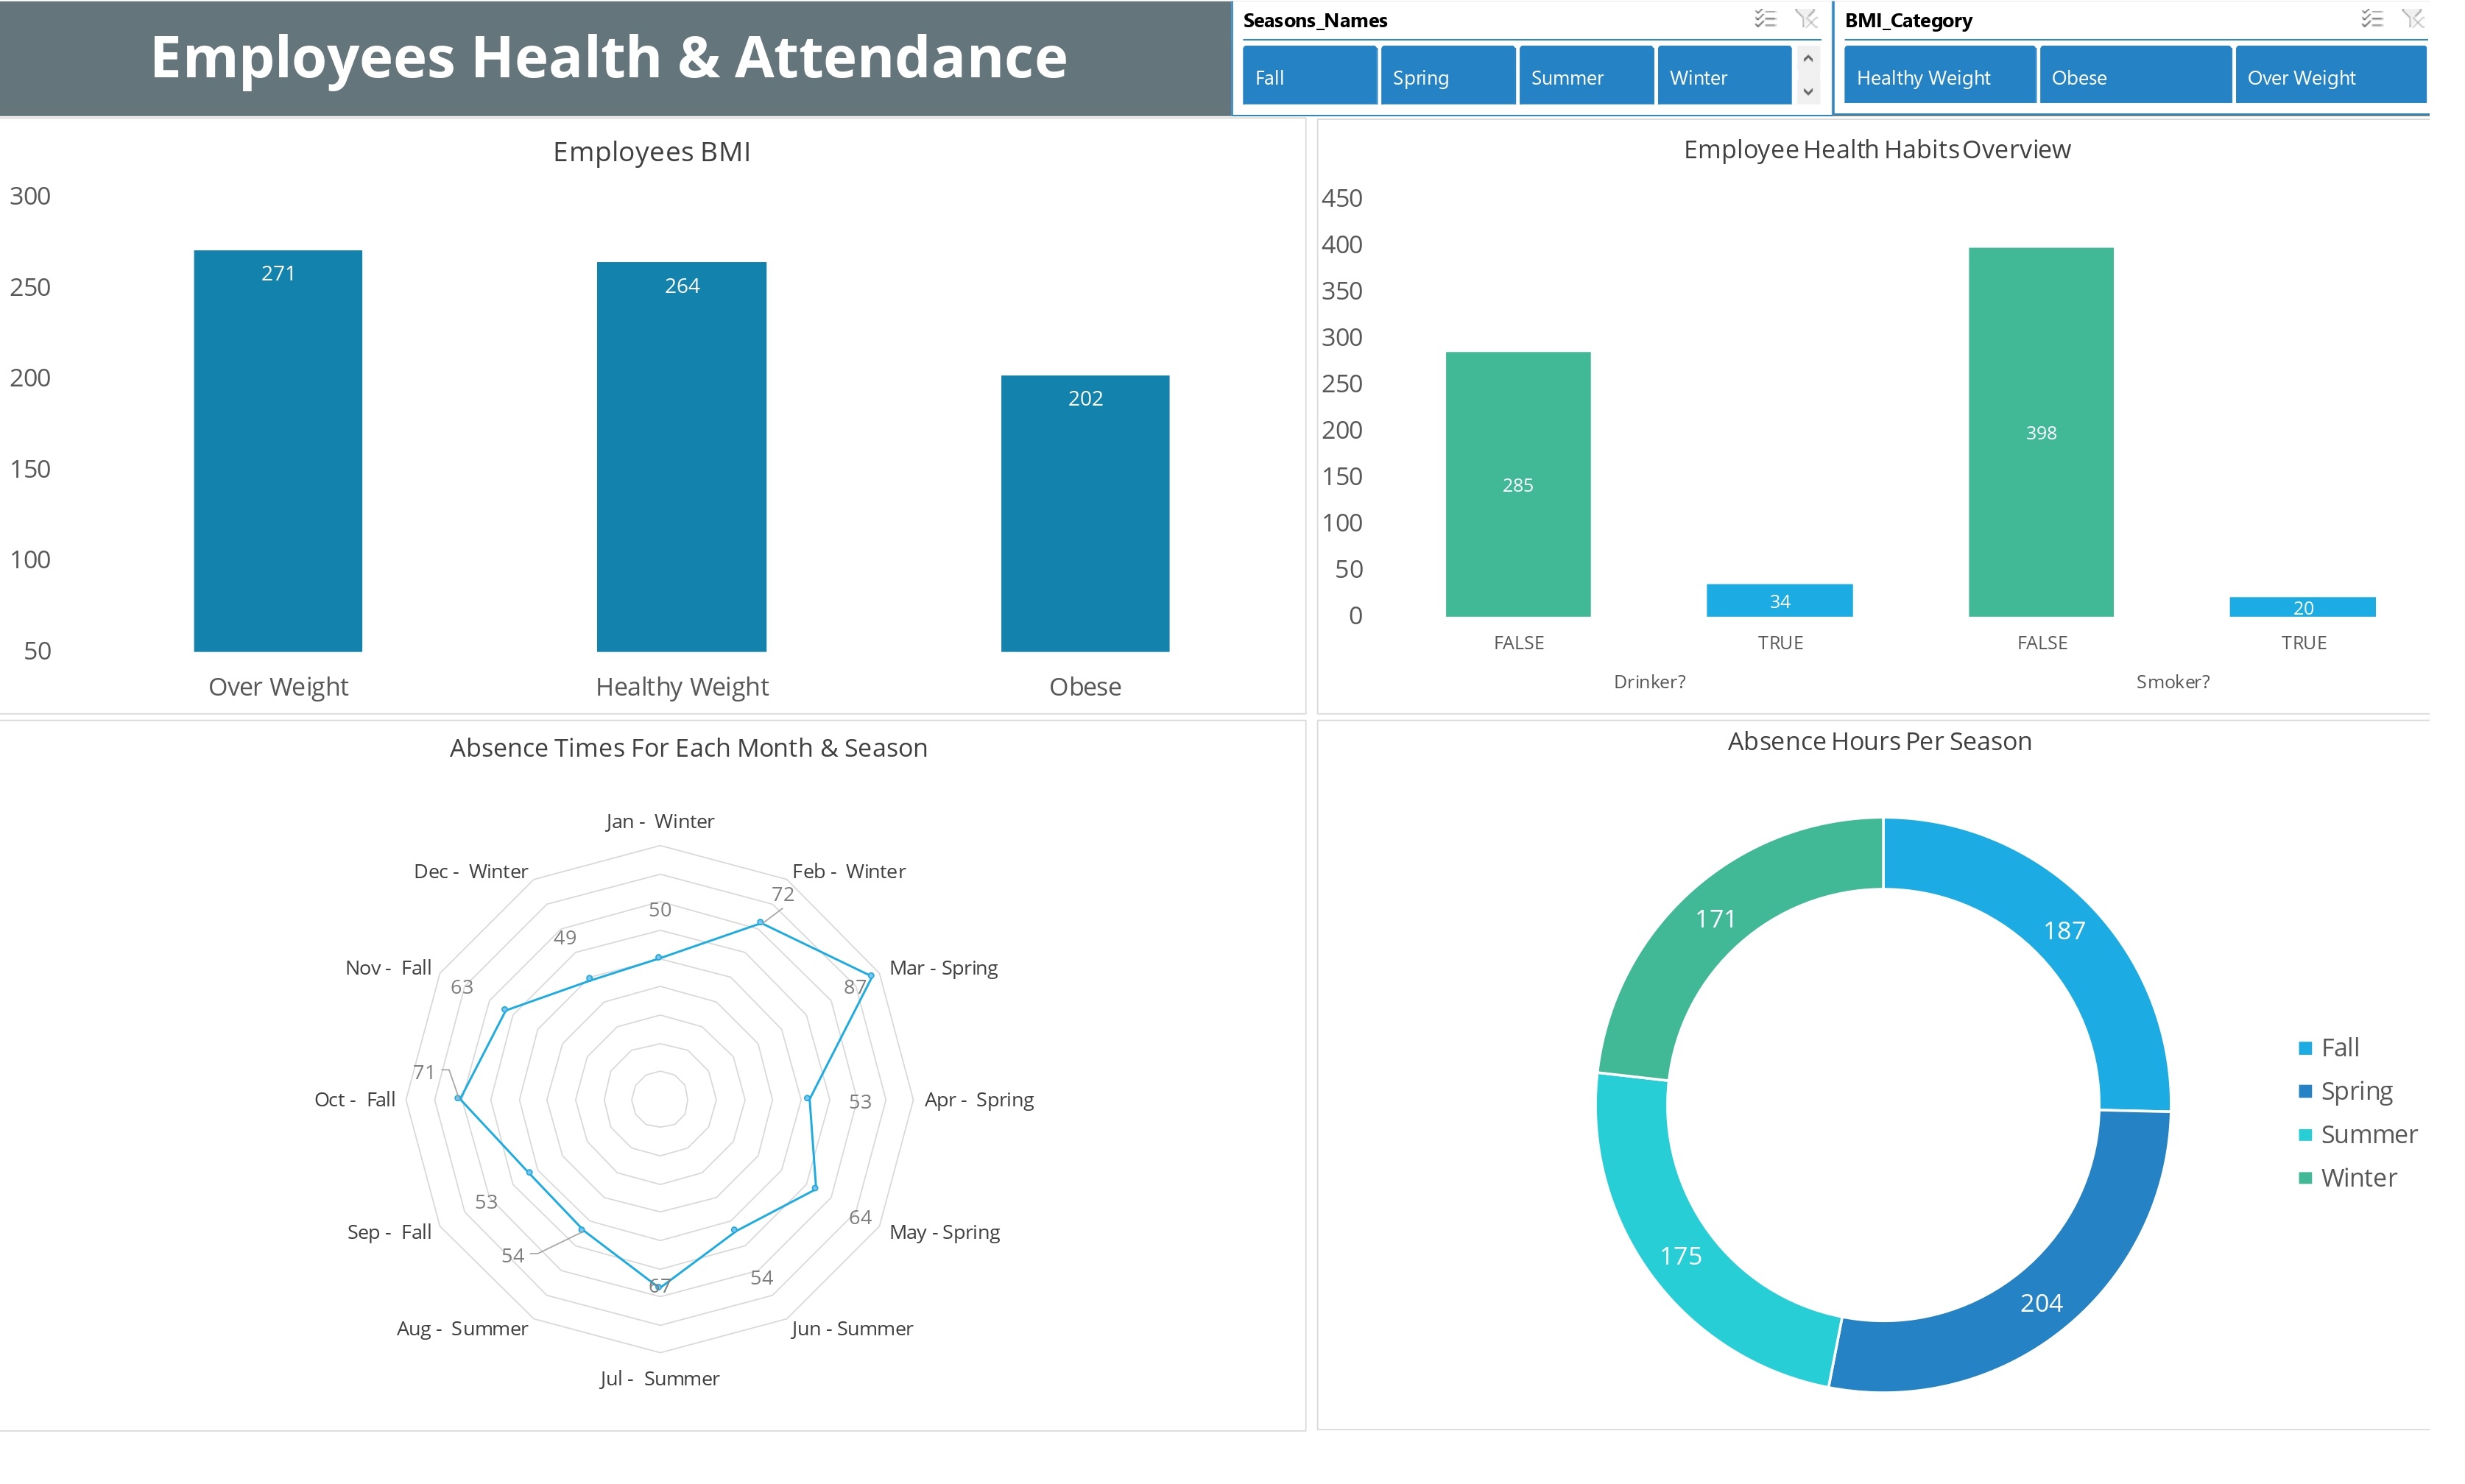 Employees Health & Attendance
Seasons_Names
Fall
Spring
Summer
Winter
BMI_Category
Healthy Weight
Obese
Over Weight
Employees BMI
300
250
200
150
100
50
271
264
202
Over Weight
Healthy Weight
Obese
Employee Health Habits Overview
450
400
350
300
250
200
150
100
50
0
285
34
398
20
FALSE
TRUE
FALSE
TRUE
Drinker?
Smoker?
Absence Times For Each Month & Season
Jan - Winter
Feb - Winter
Mar - Spring
Apr - Spring
May - Spring
Jun - Summer
Jul - Summer
Aug - Summer
Sep - Fall
Oct - Fall
Nov - Fall
Dec - Winter
50
72
87
53
64
54
67
54
53
71
63
49
Absence Hours Per Season
187
204
175
171
Fall
Spring
Summer
Winter